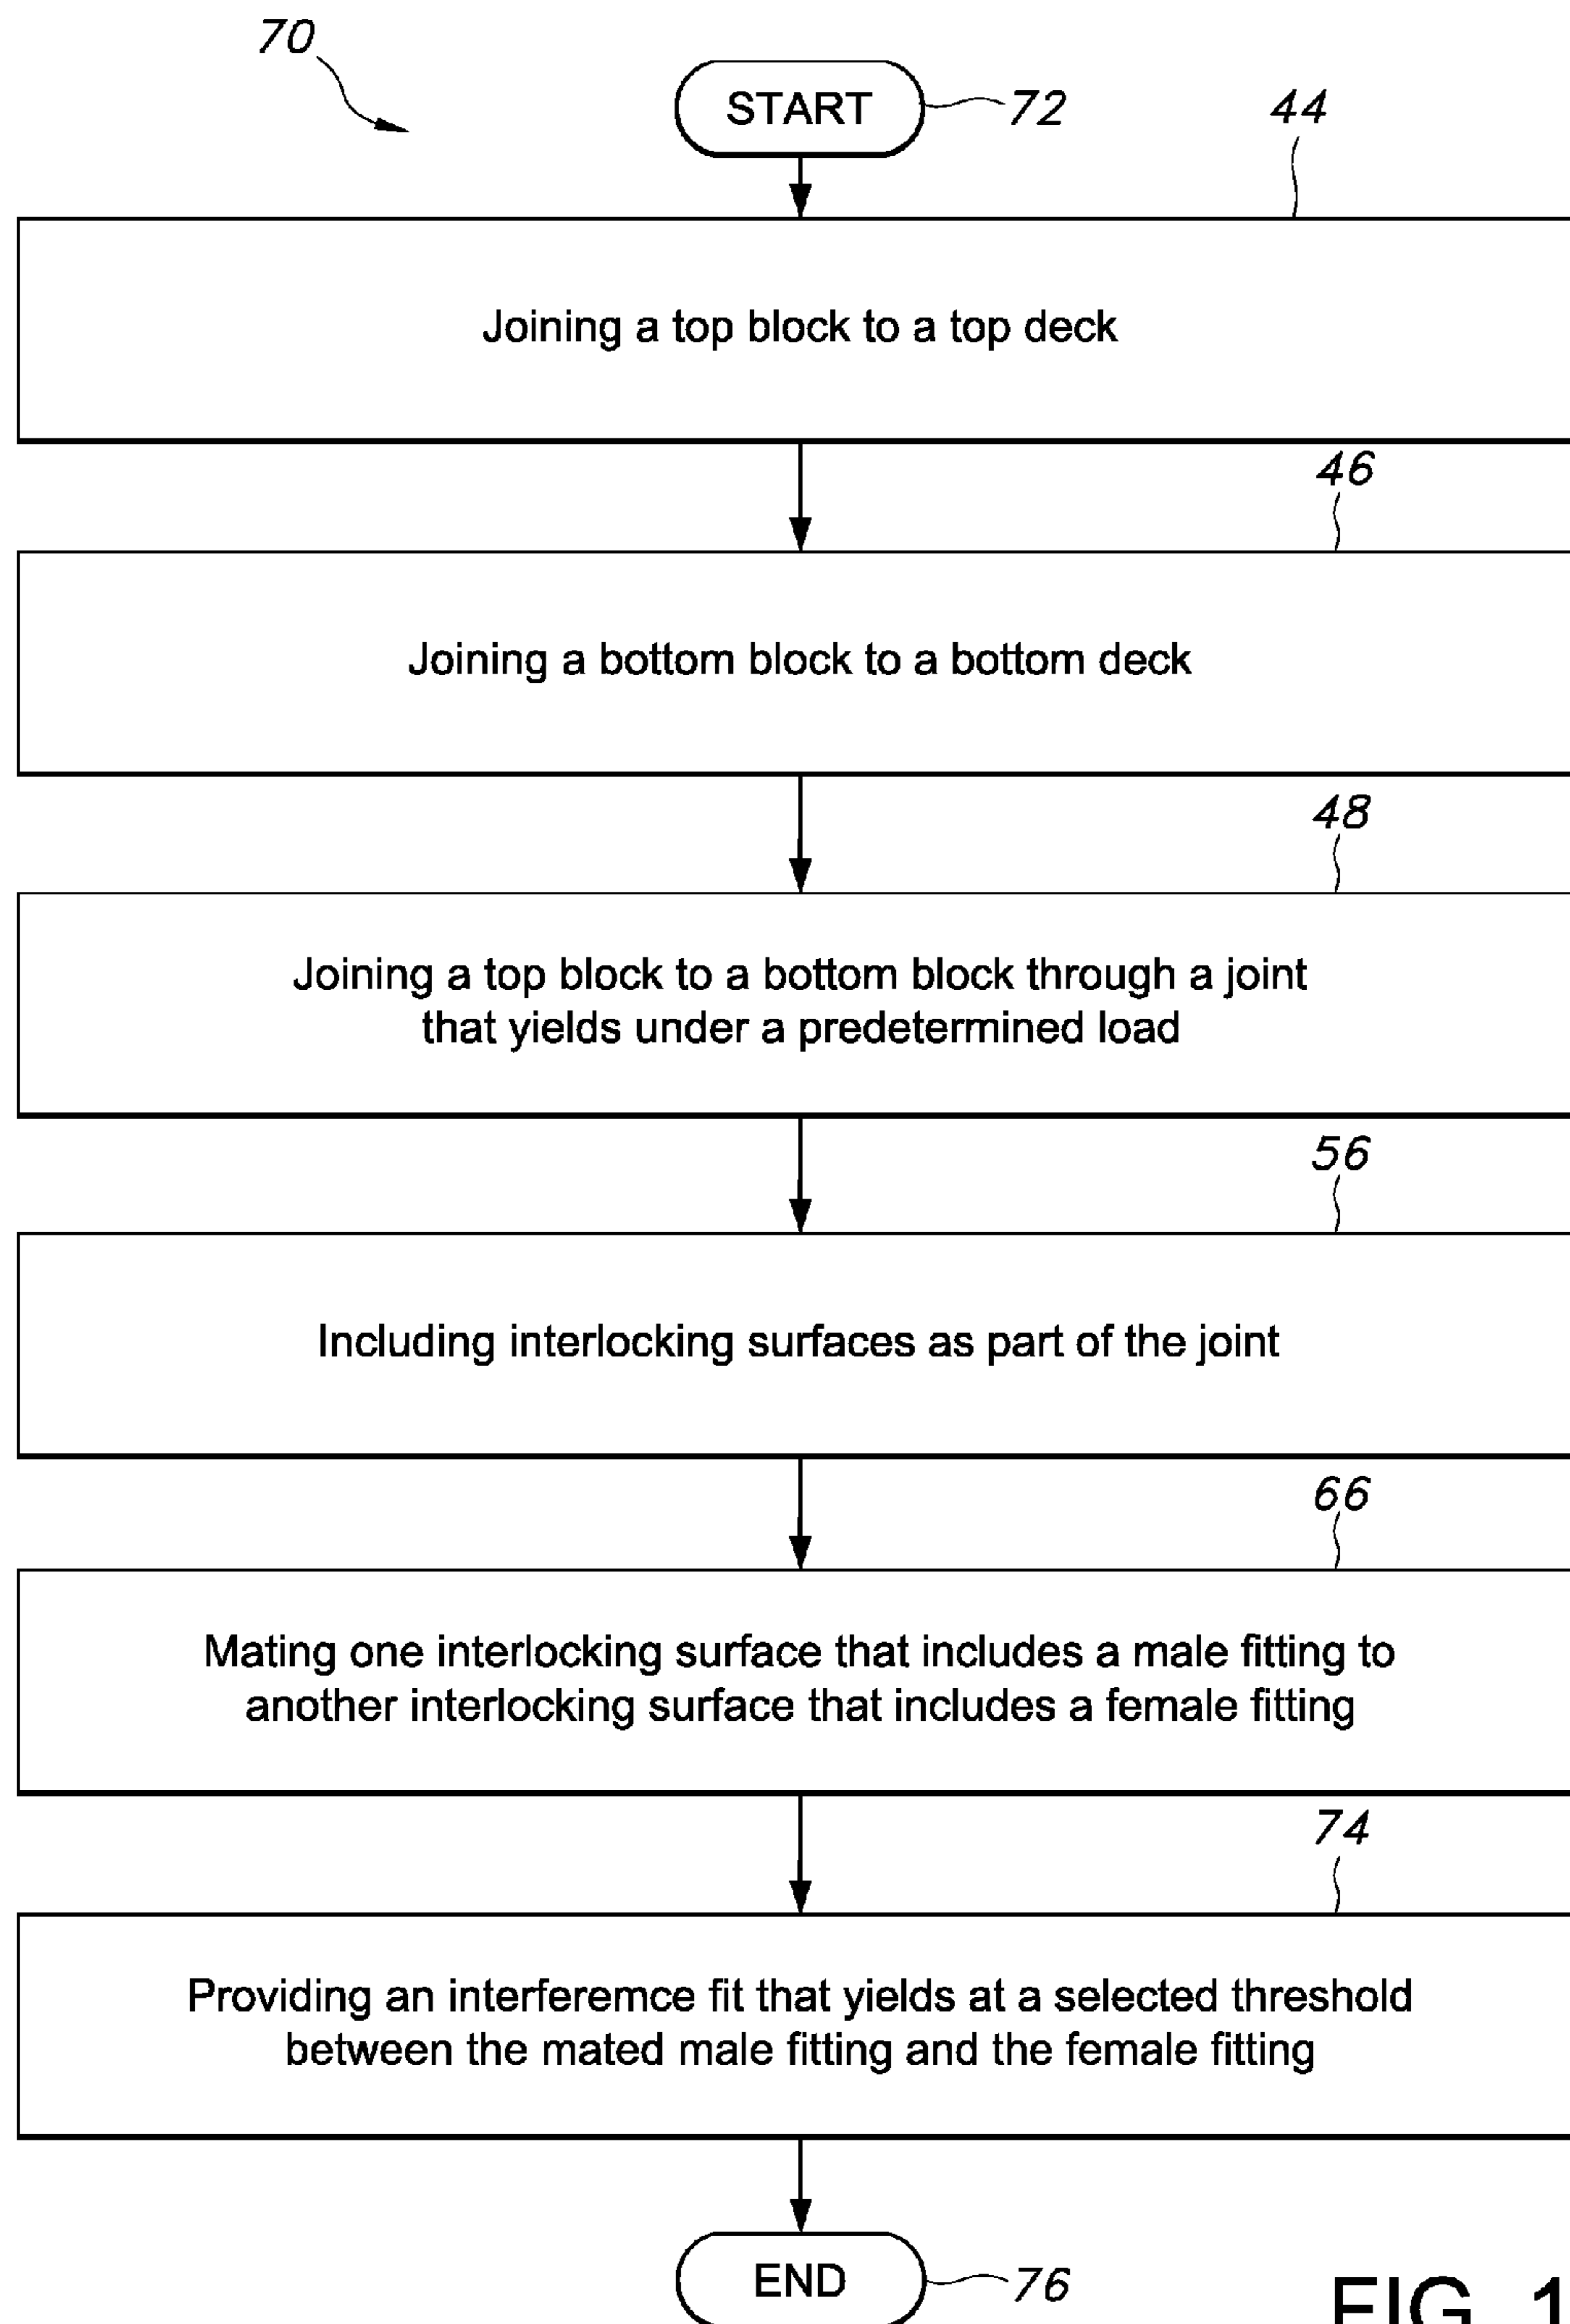 70
START
72
44
Joining a top block to a top deck
46
Joining a bottom block to a bottom deck
48
Joining a top block to a bottom block through a joint
that yields under a predetermined load
56
Including interlocking surfaces as part of the joint
66
Mating one interlocking surface that includes a male fitting to
another interlocking surface that includes a female fitting
74
Providing an interferemce fit that yields at a selected threshold
between the mated male fitting and the female fitting
END
76
FIG. 1